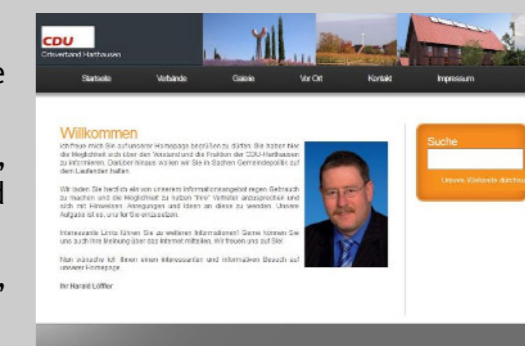 e
,
d
,
CDU
Ortsverband Harthausen
Startseite Verbände Galerie Vor Ort Kontakt Impressum
Willkommen
Ich freue mich Sie auf unserer Homepage begrüßen zu dürfen. Sie haben hier
die Möglichkeit sich über den Vorstand und die Fraktion der CDU-Harthausen
zu informieren. Darüber hinaus wollen wir Sie in Sachen Gemeindepolitik auf
dem Laufenden halten.
Wir laden Sie herzlich ein von unserem Informationsangebot regen Gebrauch
zu machen und die Möglichkeit zu nutzen "Ihre" Vertreter anzusprechen und
sich mit Hinweisen Anregungen und Ideen an diese zu wenden. Unsere
Aufgabe ist es, uns für Sie einzusetzen.
Interessante Links führen Sie zu weiteren Informationen! Gerne können Sie
uns auch Ihre Meinung über das Internet mitteilen. Wir freuen uns auf Sie!
Nun wünsche ich Ihnen einen interessanten und informativen Besuch auf
unserer Homepage.
Ihr Harald Löffler
Suche
Unsere Webseite